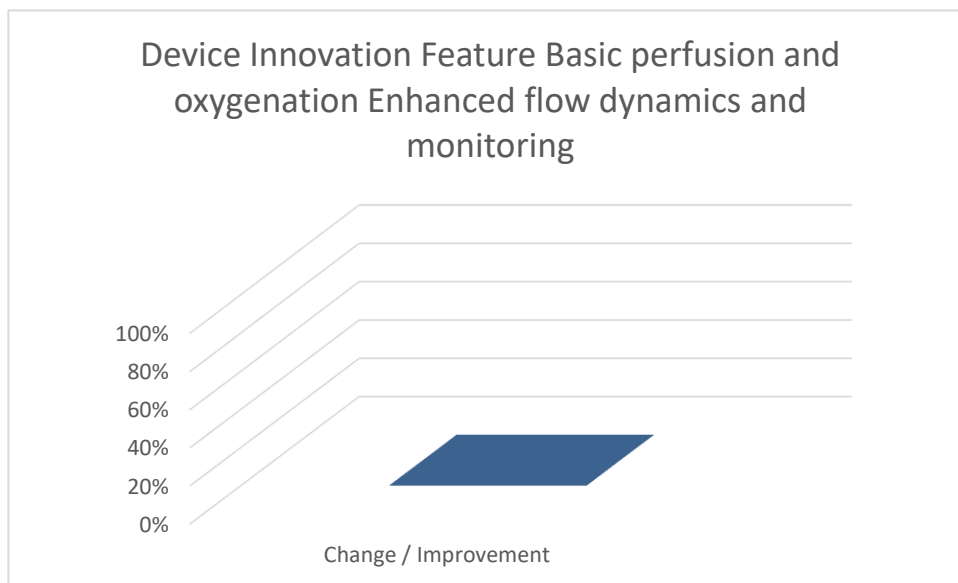 Device Innovation Feature Basic perfusion and
oxygenation Enhanced flow dynamics and
monitoring
100%
80%
60%
40%
20%
0%
Change / Improvement